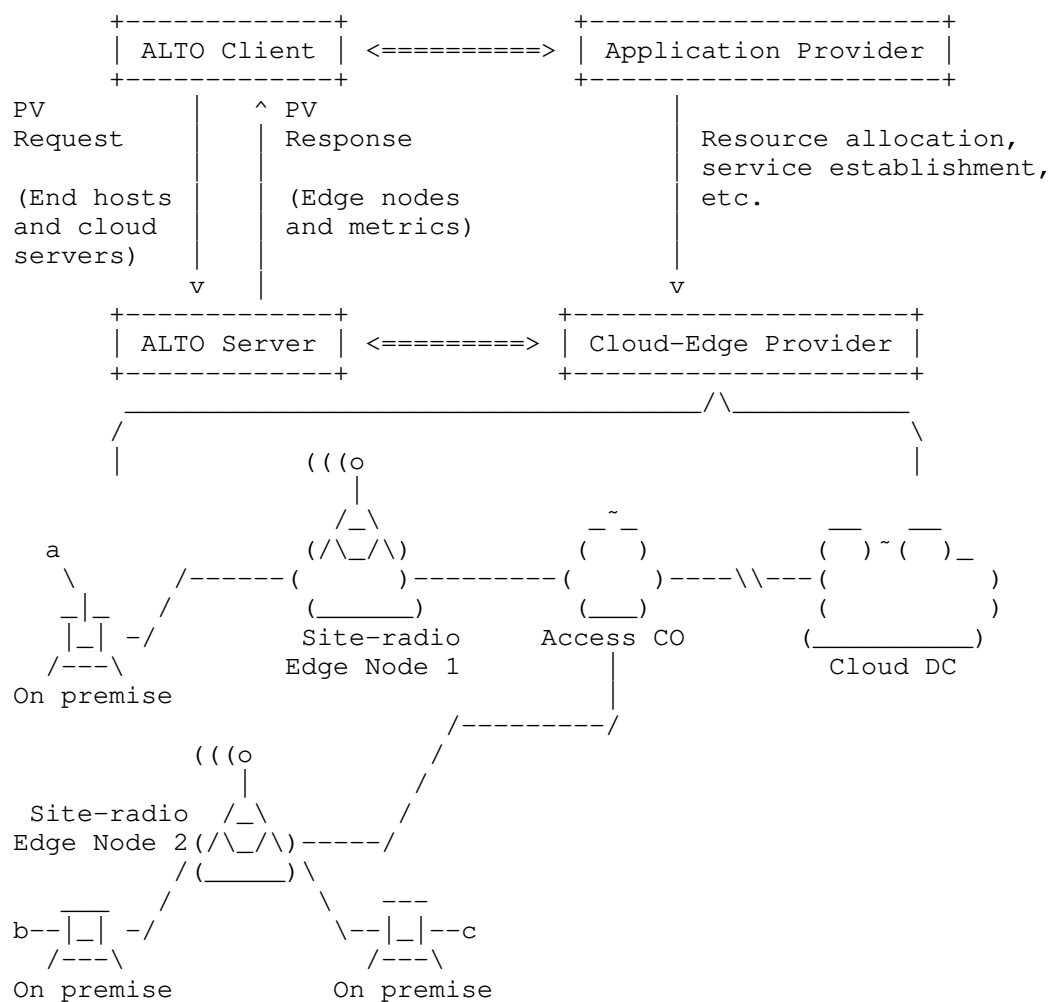 ALTO Client
Application Provider
PV
PV
Request
Response
Resource allocation,
service establishment,
(End hosts
(Edge nodes
etc.
and cloud
and metrics)
servers)
ALTO Server
Cloud-Edge Provider
a
Site-radio
Access CO
Edge Node 1
Cloud DC
On premise
Site-radio
Edge Node 2
b
c
On premise
On premise